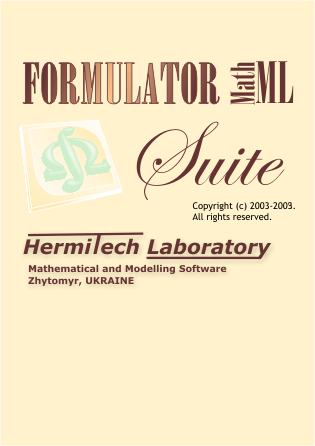 FORMULATOR MathML
Suite
Copyright (c) 2003-2003.
All rights reserved.
HermiTech Laboratory
Mathematical and Modelling Software
Zhytomyr, UKRAINE